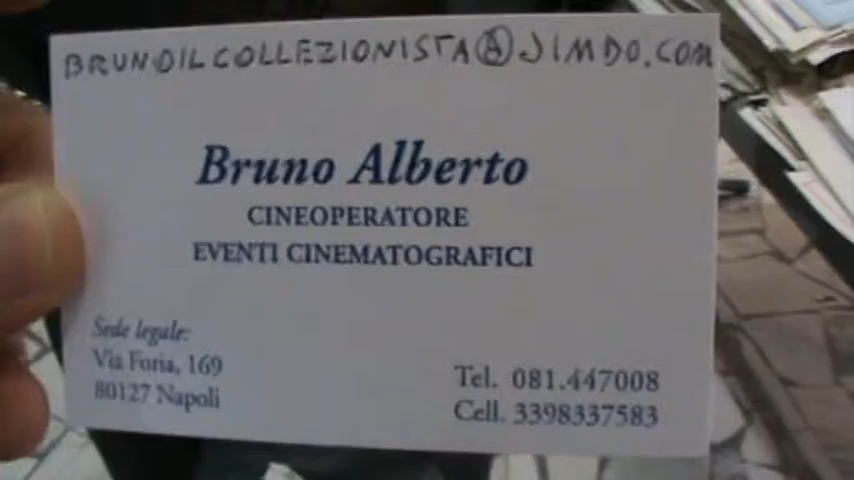 BRUNOILCOLLEZIONISTA@JIMDO.COM
Bruno Alberto
CINEOPERATORE
EVENTI CINEMATOGRAFICI
Sede legale:
Via Foria, 169
80127 Napoli
Tel. 081.447008
Cell. 3398337583